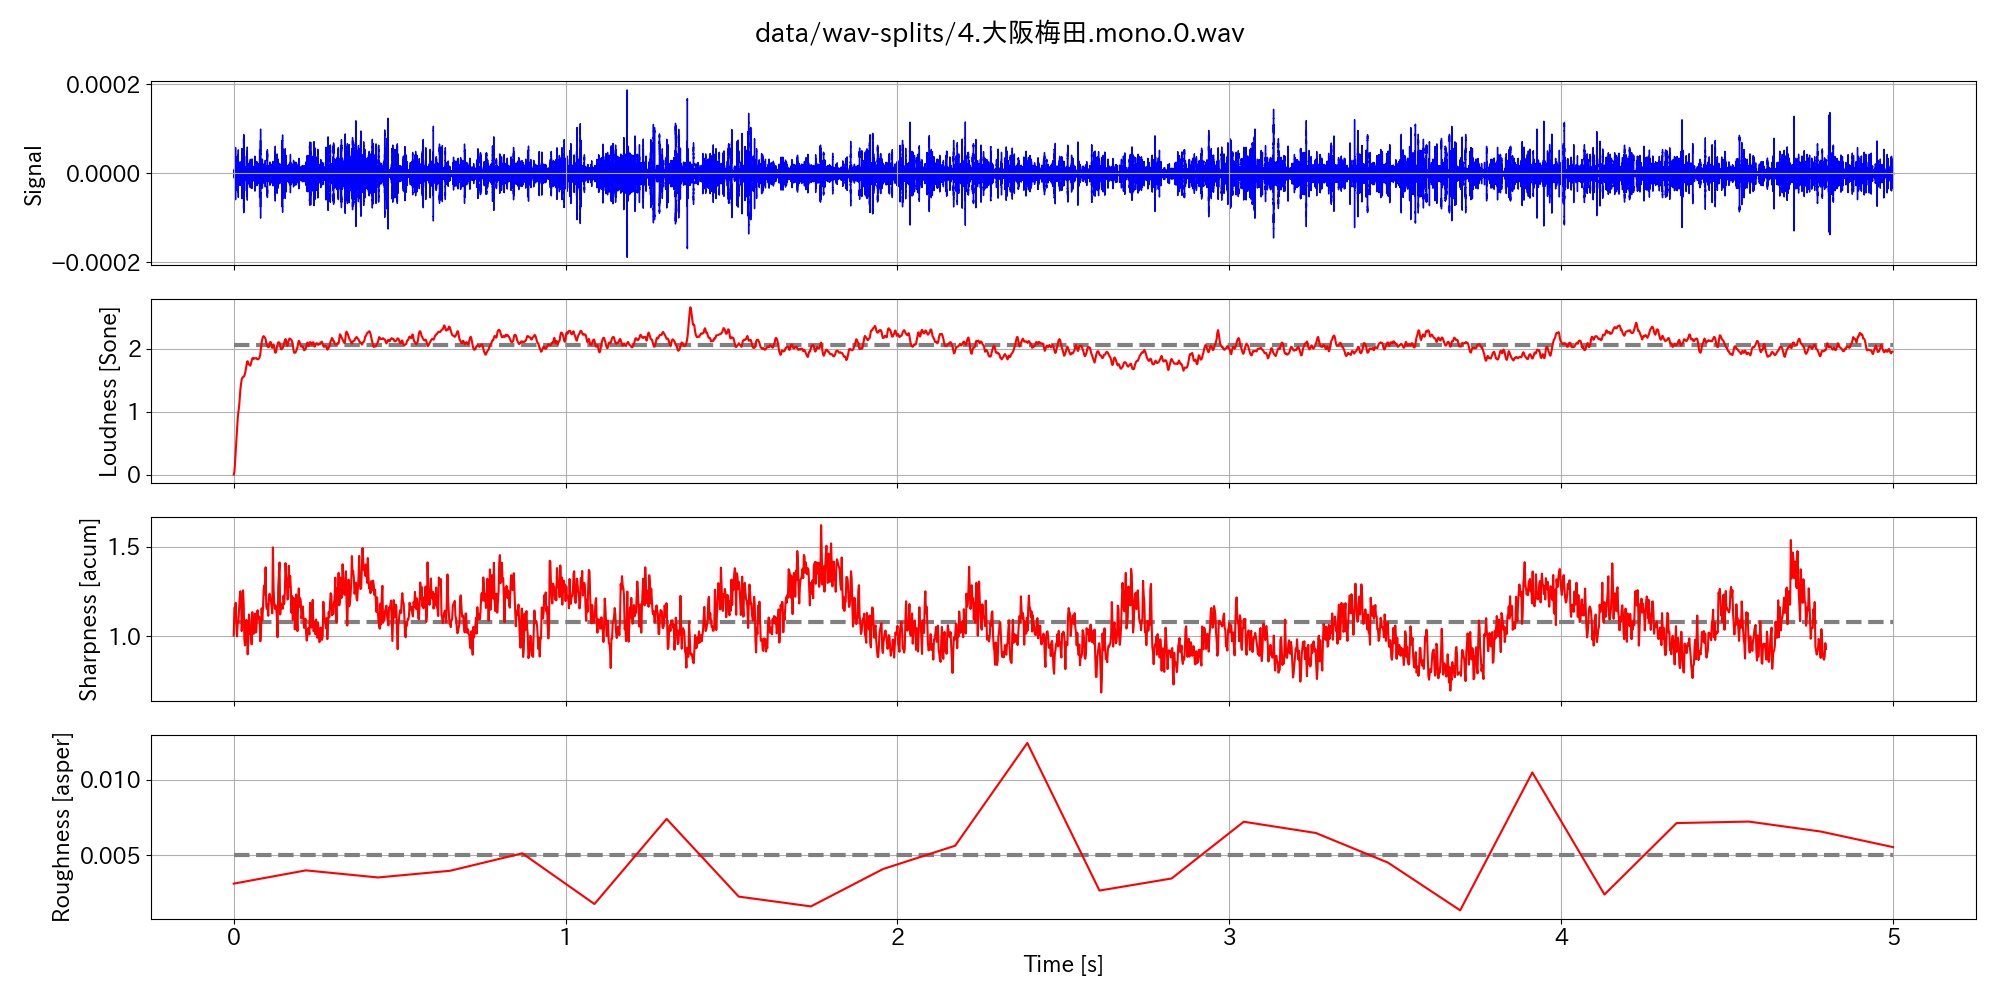 data/wav-splits/4.大阪梅田.mono.0.wav
Signal
0.0002
0.0000
−0.0002
Loudness [Sone]
2
1
0
Sharpness [acum]
1.5
1.0
Roughness [asper]
0.010
0.005
0 1 2 3 4 5
Time [s]